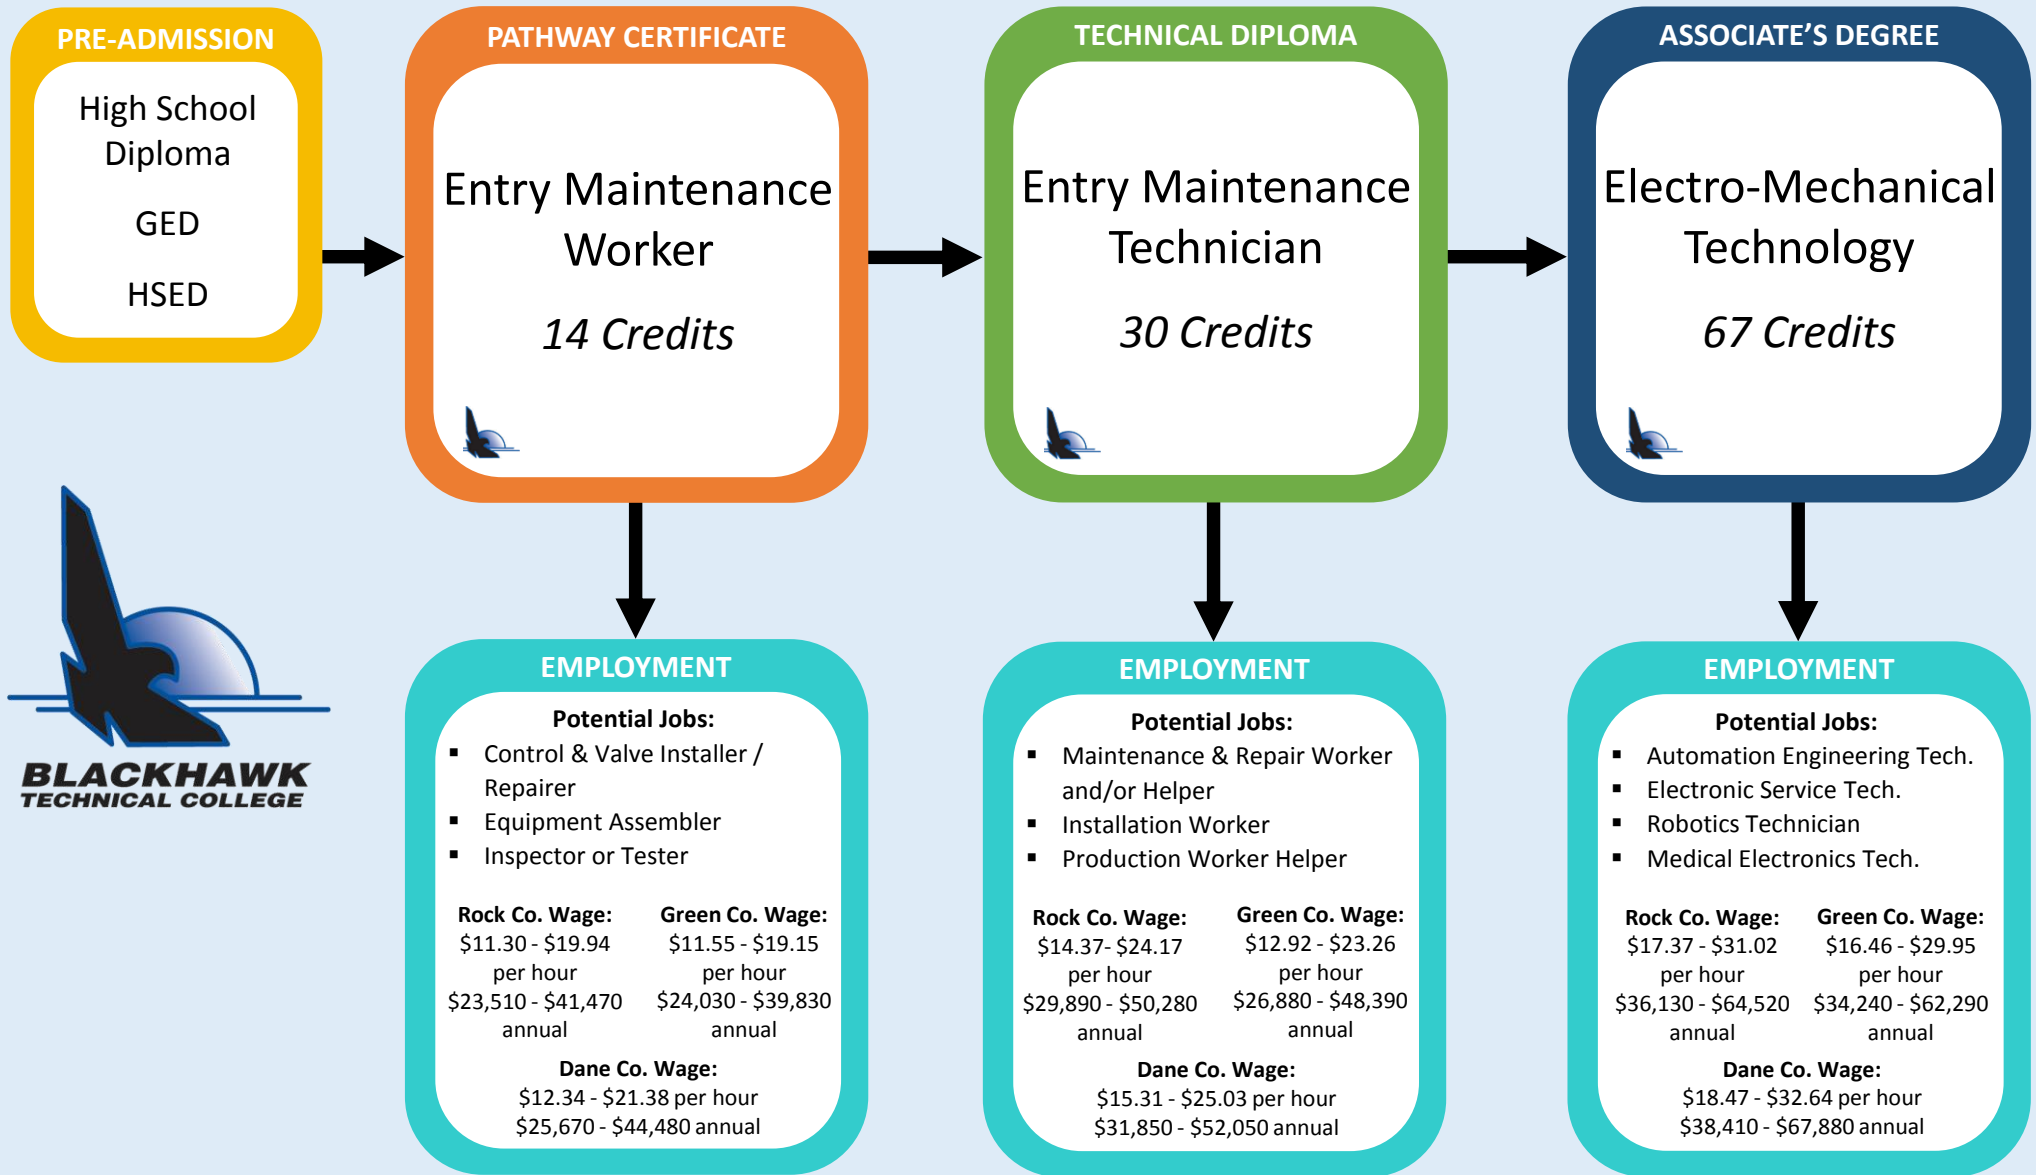 PRE-ADMISSION
High School
Diploma
GED
HSED
PATHWAY CERTIFICATE
Entry Maintenance
Worker
14 Credits
TECHNICAL DIPLOMA
Entry Maintenance
Technician
30 Credits
ASSOCIATE'S DEGREE
Electro-Mechanical
Technology
67 Credits
BLACKHAWK
TECHNICAL COLLEGE
EMPLOYMENT
Potential Jobs:
▪ Control & Valve Installer /
Repairer
▪ Equipment Assembler
▪ Inspector or Tester
Rock Co. Wage:
$11.30 - $19.94
per hour
$23,510 - $41,470
annual
Green Co. Wage:
$11.55 - $19.15
per hour
$24,030 - $39,830
annual
Dane Co. Wage:
$12.34 - $21.38 per hour
$25,670 - $44,480 annual
EMPLOYMENT
Potential Jobs:
▪ Maintenance & Repair Worker
and/or Helper
▪ Installation Worker
▪ Production Worker Helper
Rock Co. Wage:
$14.37- $24.17
per hour
$29,890 - $50,280
annual
Green Co. Wage:
$12.92 - $23.26
per hour
$26,880 - $48,390
annual
Dane Co. Wage:
$15.31 - $25.03 per hour
$31,850 - $52,050 annual
EMPLOYMENT
Potential Jobs:
▪ Automation Engineering Tech.
▪ Electronic Service Tech.
▪ Robotics Technician
▪ Medical Electronics Tech.
Rock Co. Wage:
$17.37 - $31.02
per hour
$36,130 - $64,520
annual
Green Co. Wage:
$16.46 - $29.95
per hour
$34,240 - $62,290
annual
Dane Co. Wage:
$18.47 - $32.64 per hour
$38,410 - $67,880 annual